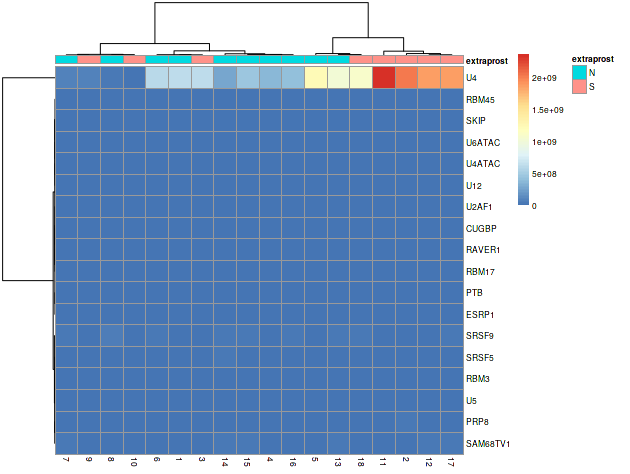 extraprost
extraprost
N
S
U4
RBM45
SKIP
U6ATAC
U4ATAC
U12
U2AF1
CUGBP
RAVER1
RBM17
PTB
ESRP1
SRSF9
SRSF5
RBM3
U5
PRP8
SAM68TV1
2e+09
1.5e+09
1e+09
5e+08
0
7 9 8 10 6 1 3 14 15 4 16 5 13 18 11 2 12 17